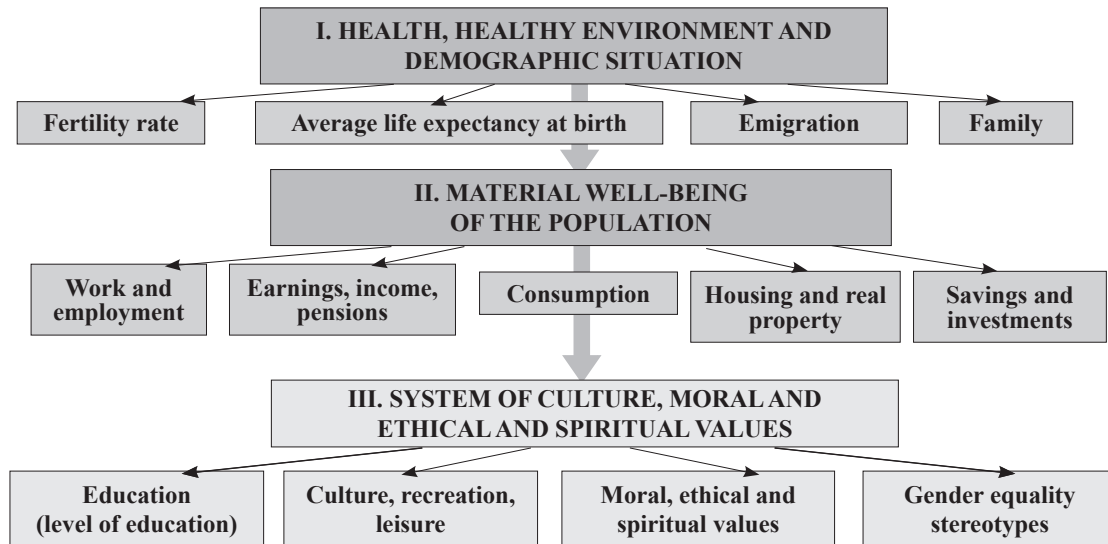 I. HEALTH, HEALTHY ENVIRONMENT AND
DEMOGRAPHIC SITUATION
Fertility rate
Average life expectancy at birth
Emigration
Family
II. MATERIAL WELL-BEING
OF THE POPULATION
Work and
employment
Earnings, income,
pensions
Consumption
Housing and real
property
Savings and
investments
III. SYSTEM OF CULTURE, MORAL AND
ETHICAL AND SPIRITUAL VALUES
Education
(level of education)
Culture, recreation,
leisure
Moral, ethical and
spiritual values
Gender equality
stereotypes